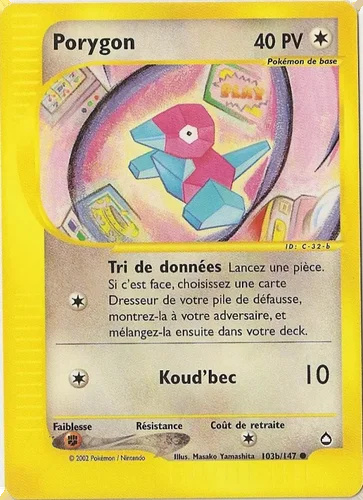 Porygon 40 PV
Pokémon de base
PLAY
ID: C-32-b
Tri de données Lancez une pièce.
Si c'est face, choisissez une carte
Dresseur de votre pile de défausse,
montrez-la à votre adversaire, et
mélangez-la ensuite dans votre deck.
Koud'bec 10
Faiblesse Résistance Coût de retraite
© 2002 Pokémon / Nintendo Illus. Masako Yamashita 103b/147